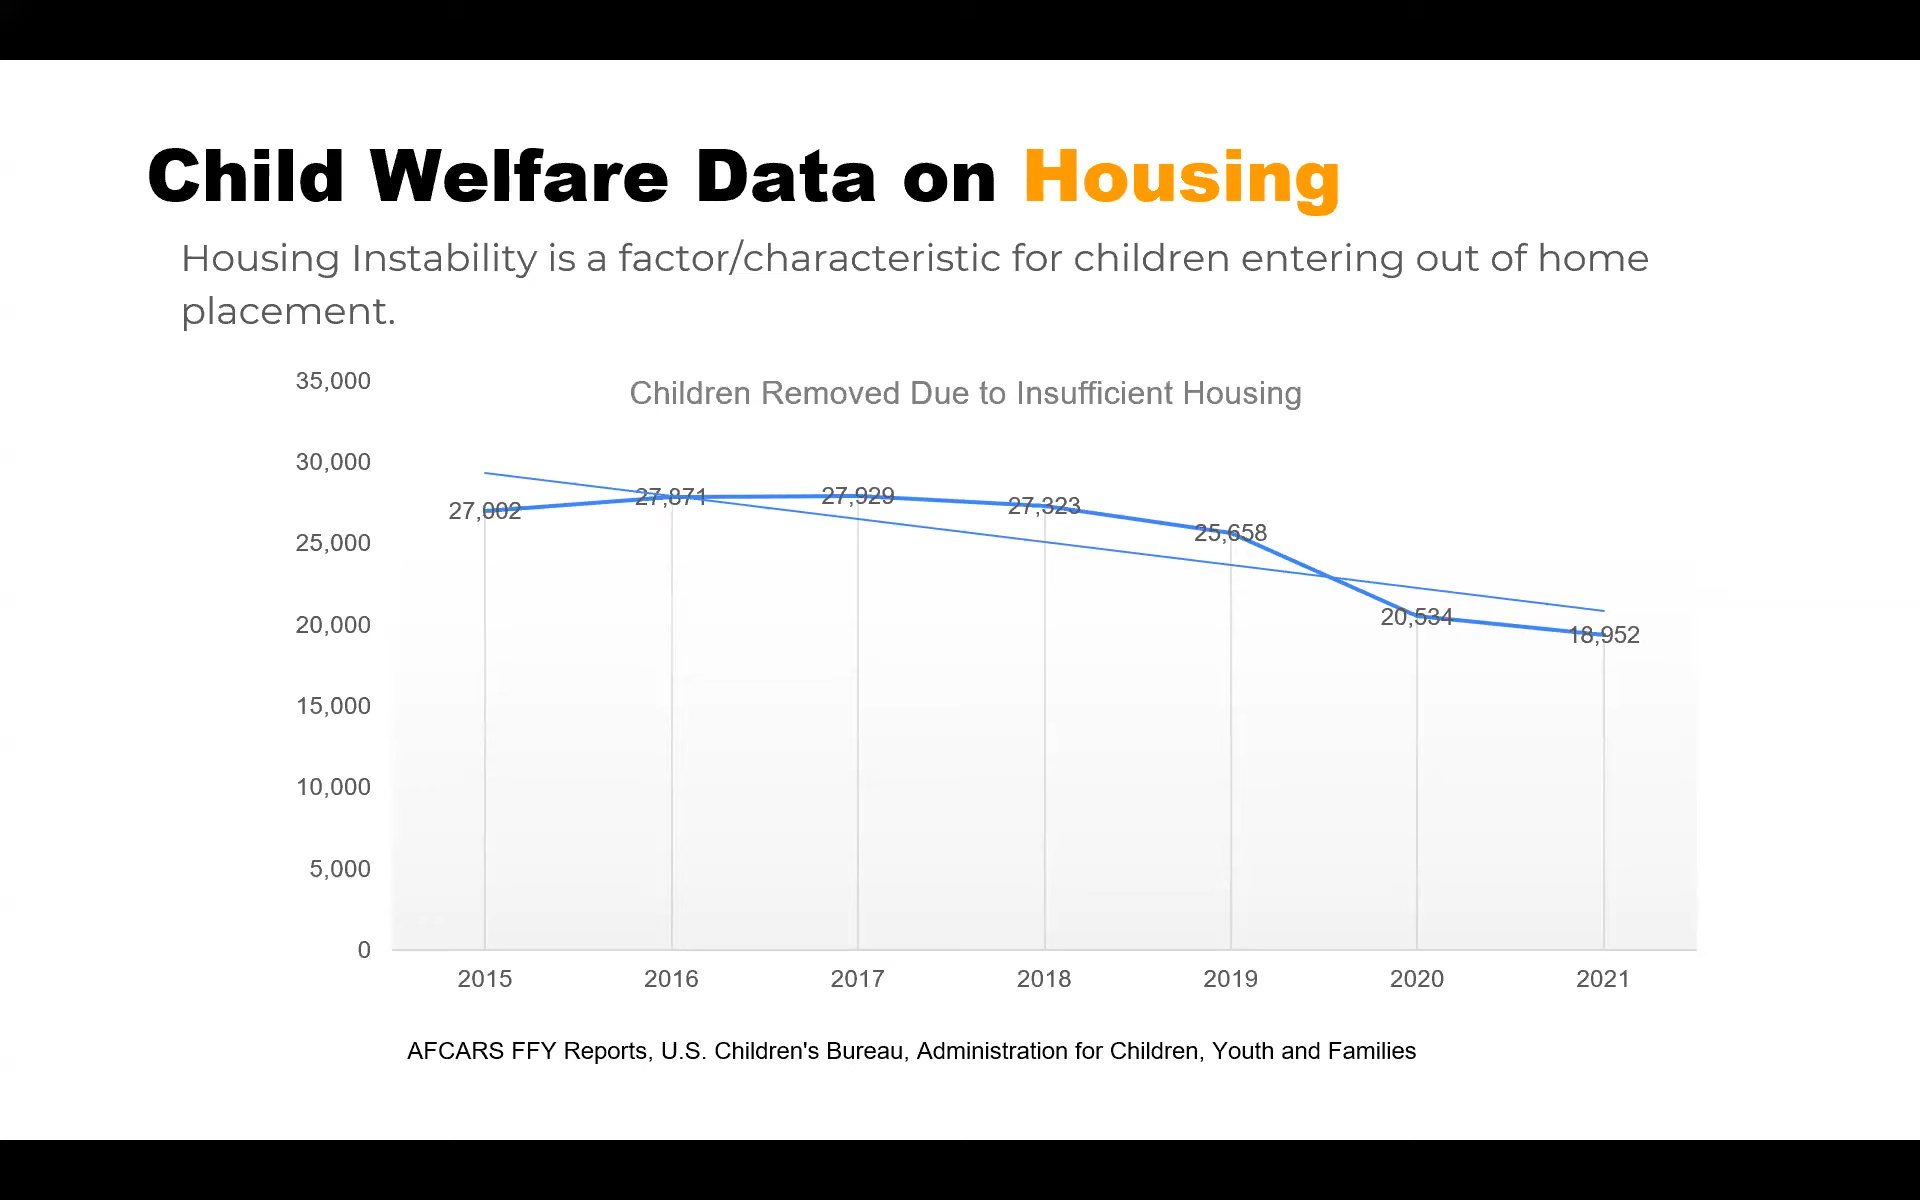 Child Welfare Data on Housing
Housing Instability is a factor/characteristic for children entering out of home
placement.
Children Removed Due to Insufficient Housing
35,000
30,000
25,000
20,000
15,000
10,000
5,000
0
27,002
27,871
27,929
27,323
25,658
20,534
18,952
2015 2016 2017 2018 2019 2020 2021
AFCARS FFY Reports, U.S. Children's Bureau, Administration for Children, Youth and Families